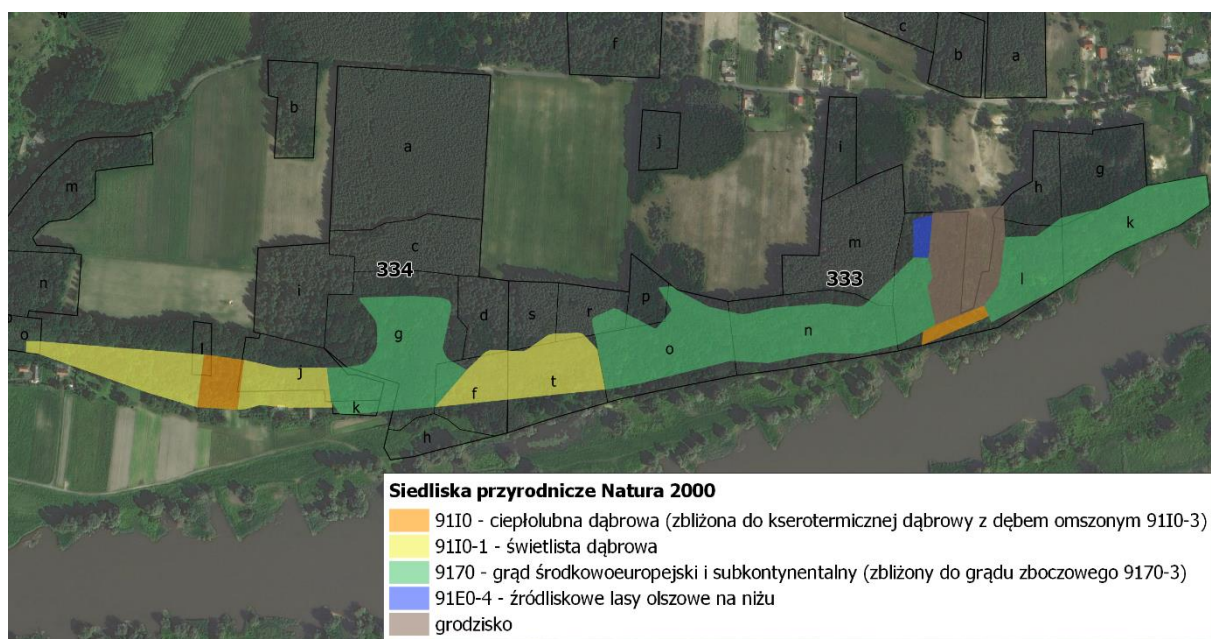 f
c
b
a
b
a
j
i
m
h
g
k
c
m
334
333
n
i
g
d
s
r
p
l
o
l
j
o
n
k
f
t
h
Siedliska przyrodnicze Natura 2000
91I0 - ciepłolubna dąbrowa (zbliżona do kserotermicznej dąbrowy z dębem omszonym 91I0-3)
91I0-1 - świetlista dąbrowa
9170 - grąd środkowoeuropejski i subkontynentalny (zbliżony do grądu zboczowego 9170-3)
91E0-4 - źródliskowe lasy olszowe na niżu
grodzisko